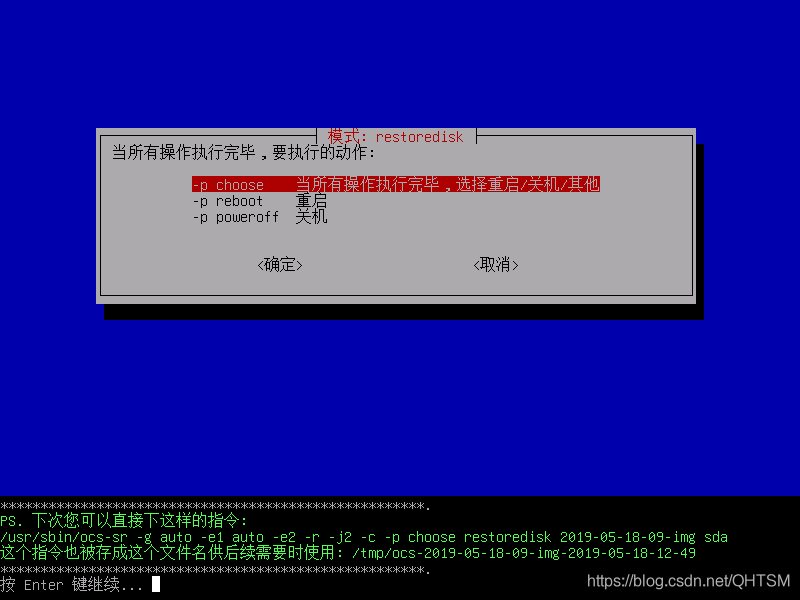 模式: restoredisk
当所有操作执行完毕，要执行的动作:
-p choose 当所有操作执行完毕，选择重启/关机/其他
-p reboot 重启
-p poweroff 关机
<确定> <取消>
*****************************************************.
PS. 下次您可以直接下这样的指令:
/usr/sbin/ocs-sr -g auto -e1 auto -e2 -r -j2 -c -p choose restoredisk 2019-05-18-09-img sda
这个指令也被存成这个文件名供后续需要时使用: /tmp/ocs-2019-05-18-09-img-2019-05-18-12-49
*****************************************************.
按 Enter 键继续...
https://blog.csdn.net/QHTSM